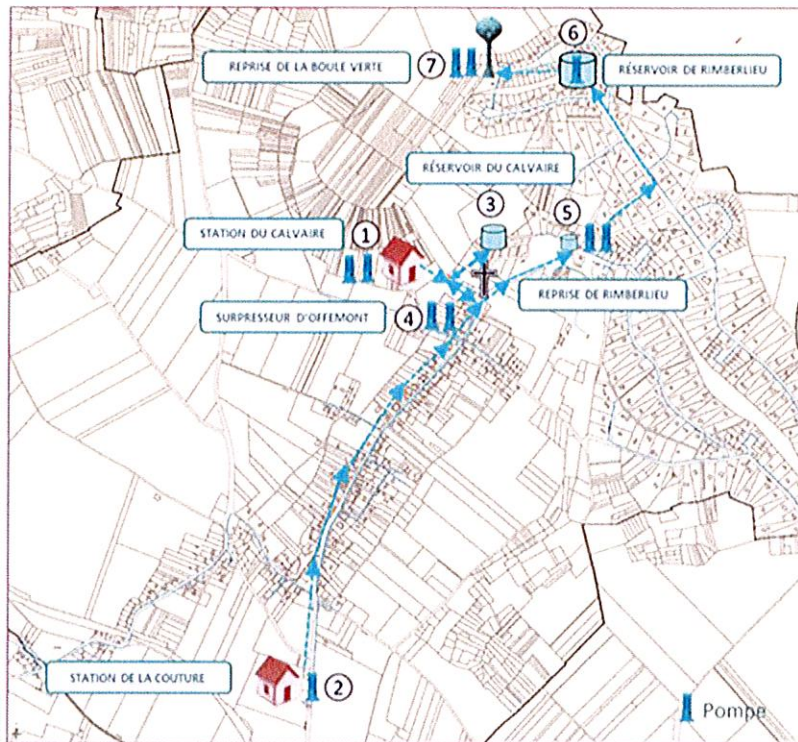 6
REPRISE DE LA BOULE VERTE
7
RÉSERVOIR DE RIMBERLIEU
RÉSERVOIR DU CALVAIRE
3
5
1
STATION DU CALVAIRE
REPRISE DE RIMBERLIEU
SURPRESSEUR D'OFFEMONT
4
STATION DE LA COUTURE
2
Pompe